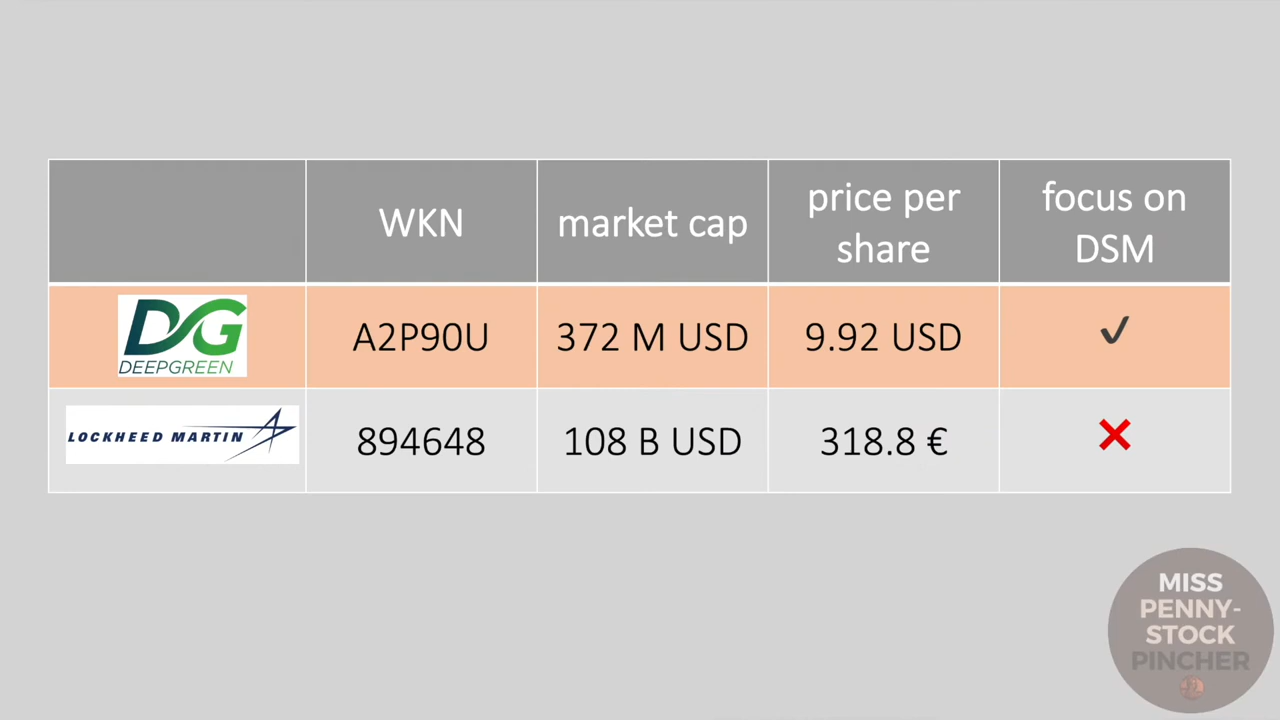 WKN
market cap
price per
share
focus on
DSM
DG
DEEPGREEN
A2P90U
372 M USD
9.92 USD
✓
LOCKHEED MARTIN
894648
108 B USD
318.8 €
✕
MISS
PENNY-
STOCK
PINCHER